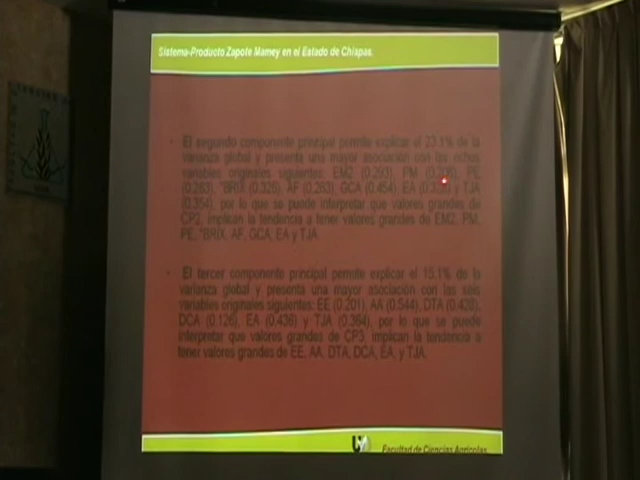 Sistema-Producto Zapote Mamey en el Estado de Chiapas.
• El segundo componente principal permite explicar el 23.1% de la
varianza global y presenta una mayor asociación con las ochos
variables originales siguientes: EM2 (0.293), PM PE
(0.283), °BRIX (0.325), AF (0.263), GCA (0.454), EA y TJA
(0.354), por lo que se puede interpretar que valores grandes de
CP2, implican la tendencia a tener valores grandes de EM2, PM,
PE, °BRIX, AF, GCA, EA y TJA
• El tercer componente principal permite explicar el 15.1% de la
varianza global y presenta una mayor asociación con las seis
variables originales siguientes: EE (0.201), AA (0.544), DTA (0.428),
DCA (0.126), EA (0.436) y TJA (0.364), por lo que se puede
interpretar que valores grandes de CP3, implican la tendencia a
tener valores grandes de EE, AA, DTA, DCA, EA, y TJA.
Facultad de Ciencias Agrícolas